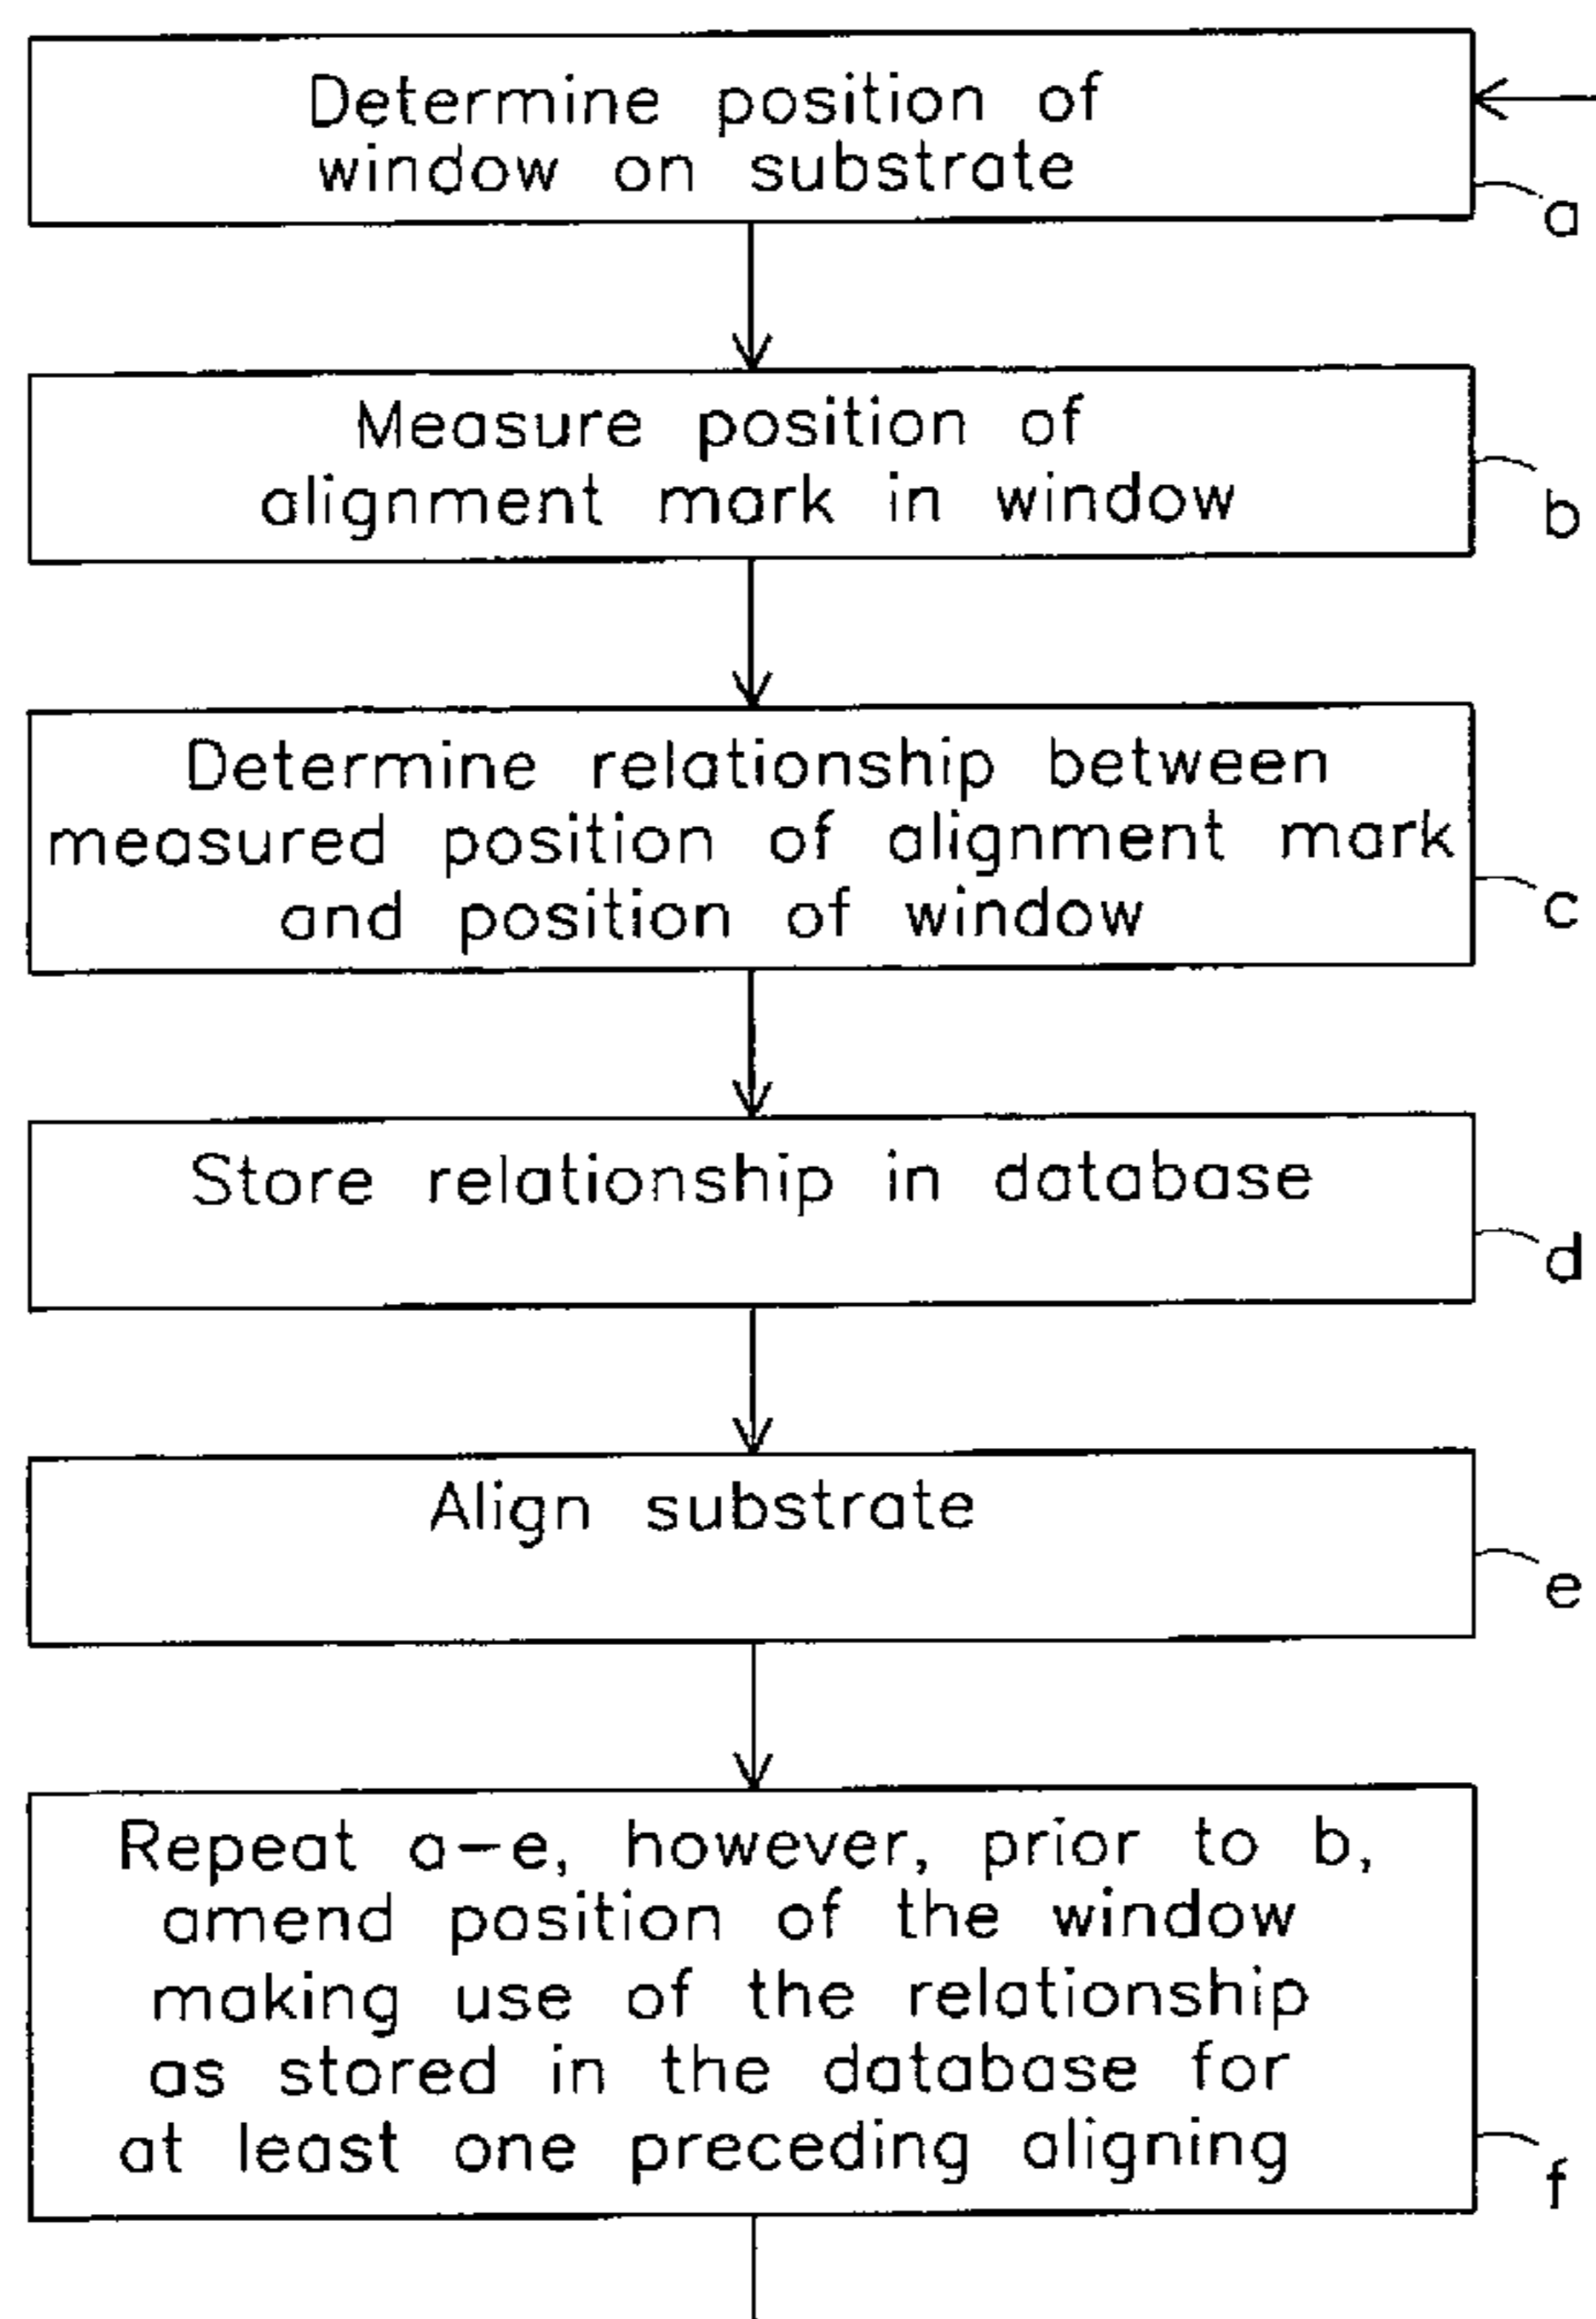 Determine position of
window on substrate
a
Measure position of
alignment mark in window
b
Determine relationship between
measured position of alignment mark
and position of window
c
Store relationship in database
d
Align substrate
e
Repeat a-e, however, prior to b,
amend position of the window
making use of the relationship
as stored in the database for
at least one preceding aligning
f